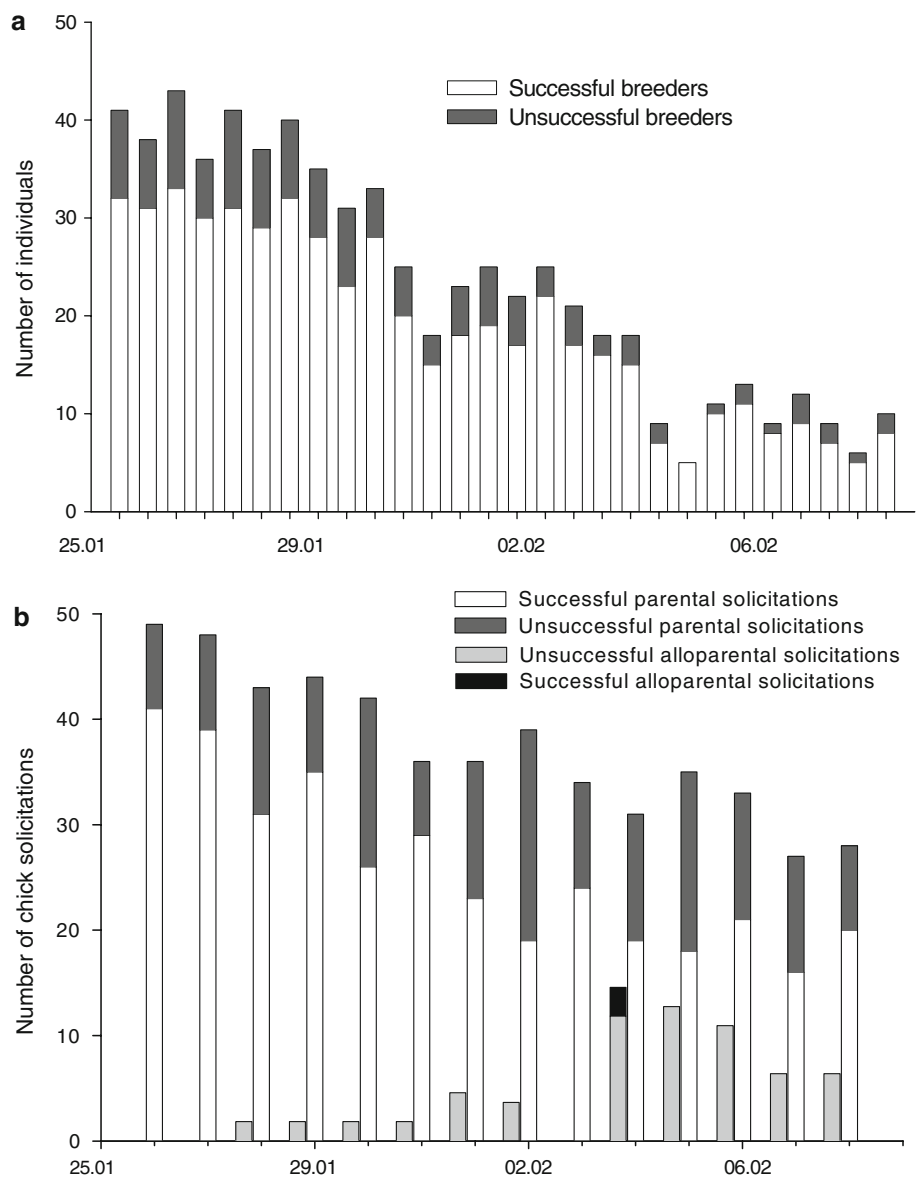 a
50
40
30
20
10
0
Number of individuals
Successful breeders
Unsuccessful breeders
25.01 29.01 02.02 06.02
b
50
40
30
20
10
0
Number of chick solicitations
Successful parental solicitations
Unsuccessful parental solicitations
Unsuccessful alloparental solicitations
Successful alloparental solicitations
25.01 29.01 02.02 06.02